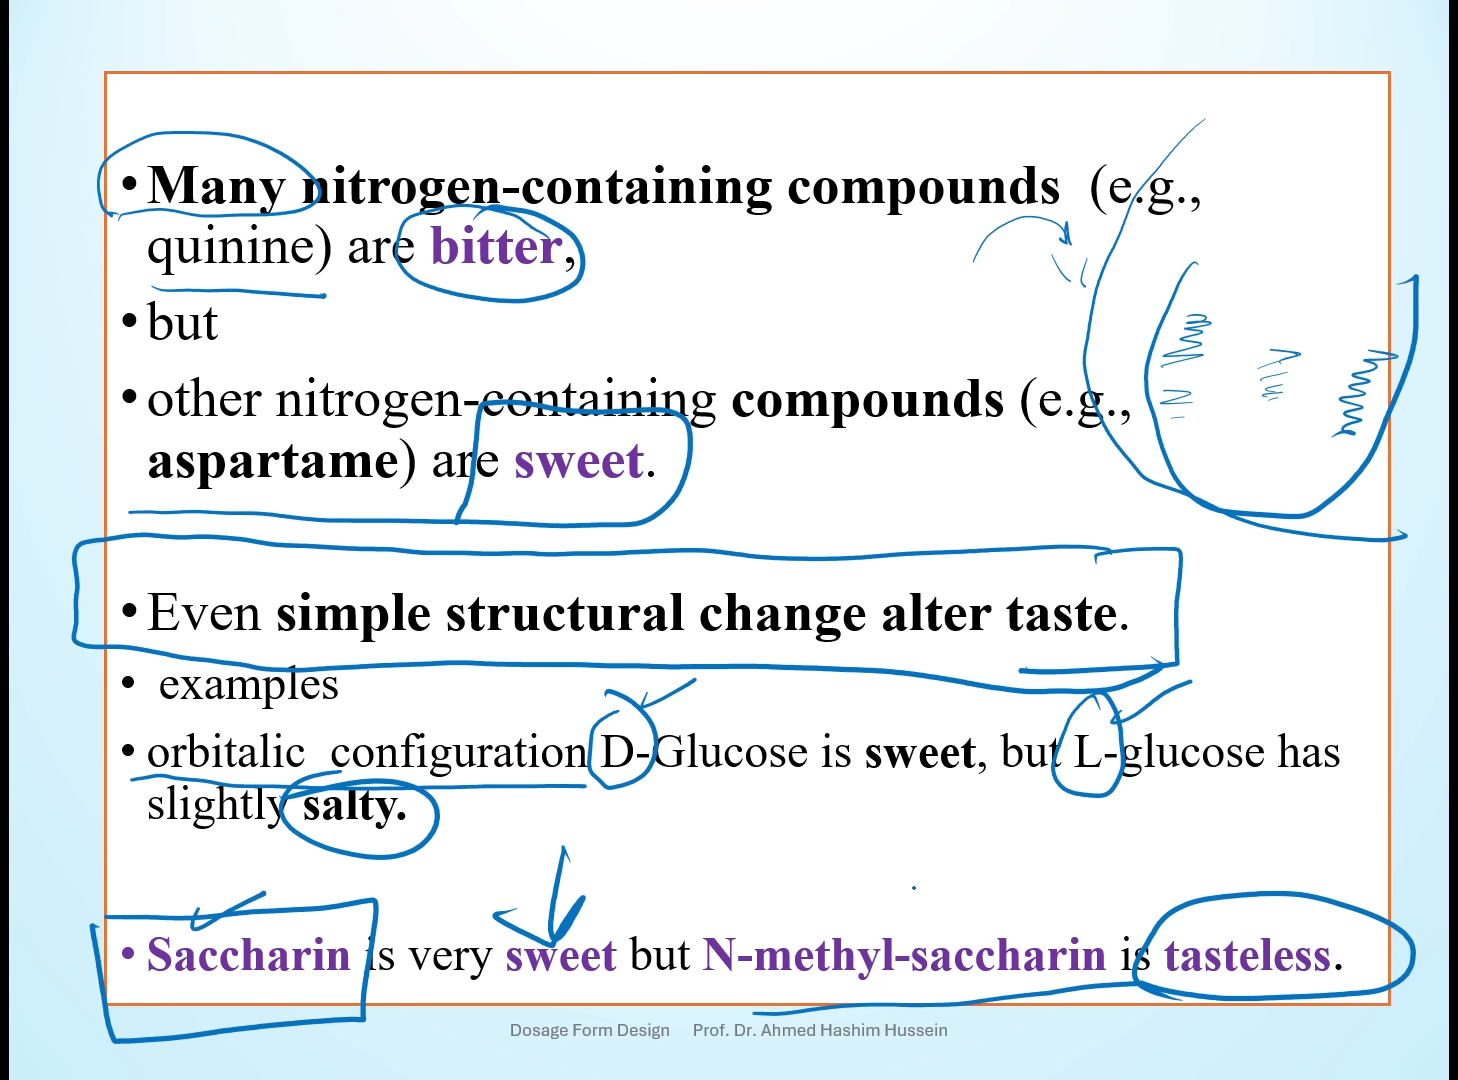 • Many nitrogen-containing compounds (e.g.,
quinine) are bitter,
• but
• other nitrogen-containing compounds (e.g.,
aspartame) are sweet.
• Even simple structural change alter taste.
• examples
• orbitalic configuration D-Glucose is sweet, but L-glucose has
slightly salty.
• Saccharin is very sweet but N-methyl-saccharin is tasteless.
Dosage Form Design Prof. Dr. Ahmed Hashim Hussein